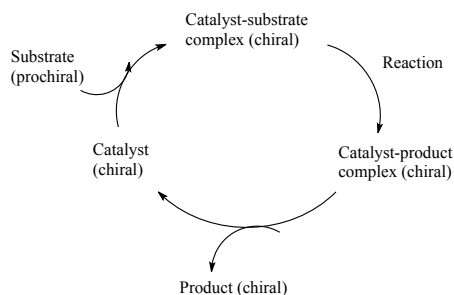 Catalyst-substrate
complex (chiral)
Substrate
(prochiral)
Reaction
Catalyst
(chiral)
Catalyst-product
complex (chiral)
Product (chiral)